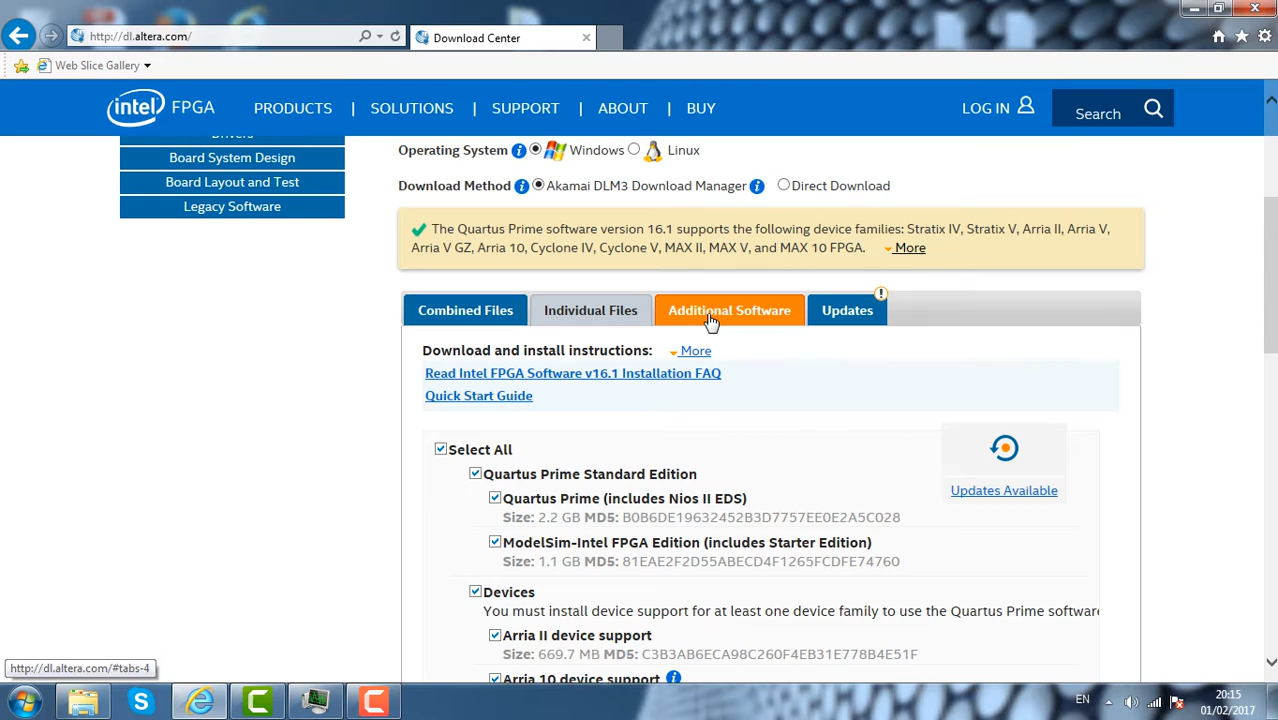 http://dl.altera.com/
Download Center
Web Slice Gallery
intel FPGA PRODUCTS | SOLUTIONS | SUPPORT | ABOUT | BUY LOG IN Search
Drivers
Board System Design
Board Layout and Test
Legacy Software
Operating System Windows Linux
Download Method Akamai DLM3 Download Manager Direct Download
The Quartus Prime software version 16.1 supports the following device families: Stratix IV, Stratix V, Arria II, Arria V,
Arria V GZ, Arria 10, Cyclone IV, Cyclone V, MAX II, MAX V, and MAX 10 FPGA. More
Combined Files Individual Files Additional Software Updates !
Download and install instructions: More
Read Intel FPGA Software v16.1 Installation FAQ
Quick Start Guide
Select All
Quartus Prime Standard Edition
Quartus Prime (includes Nios II EDS)
Updates Available
Size: 2.2 GB MD5: B0B6DE19632452B3D7757EE0E2A5C028
ModelSim-Intel FPGA Edition (includes Starter Edition)
Size: 1.1 GB MD5: 81EAE2F2D55ABECD4F1265FCDFE74760
Devices
You must install device support for at least one device family to use the Quartus Prime software
Arria II device support
Size: 669.7 MB MD5: C3B3AB6ECA98C260F4EB31E778B4E51F
Arria 10 device support
http://dl.altera.com/#tabs-4
EN
20:15
01/02/2017